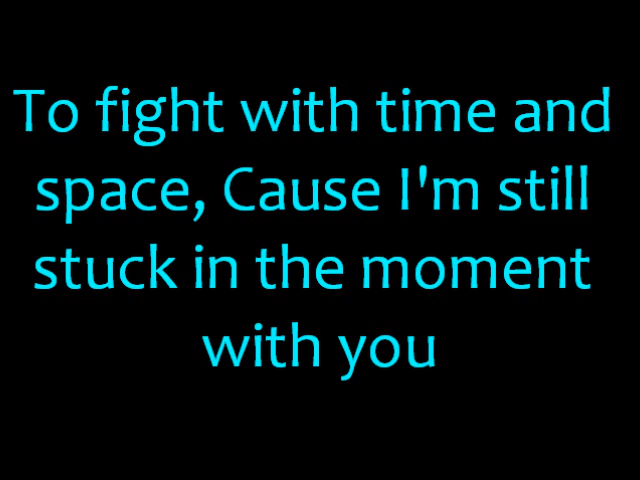 To fight with time and
space, Cause I'm still
stuck in the moment
with you